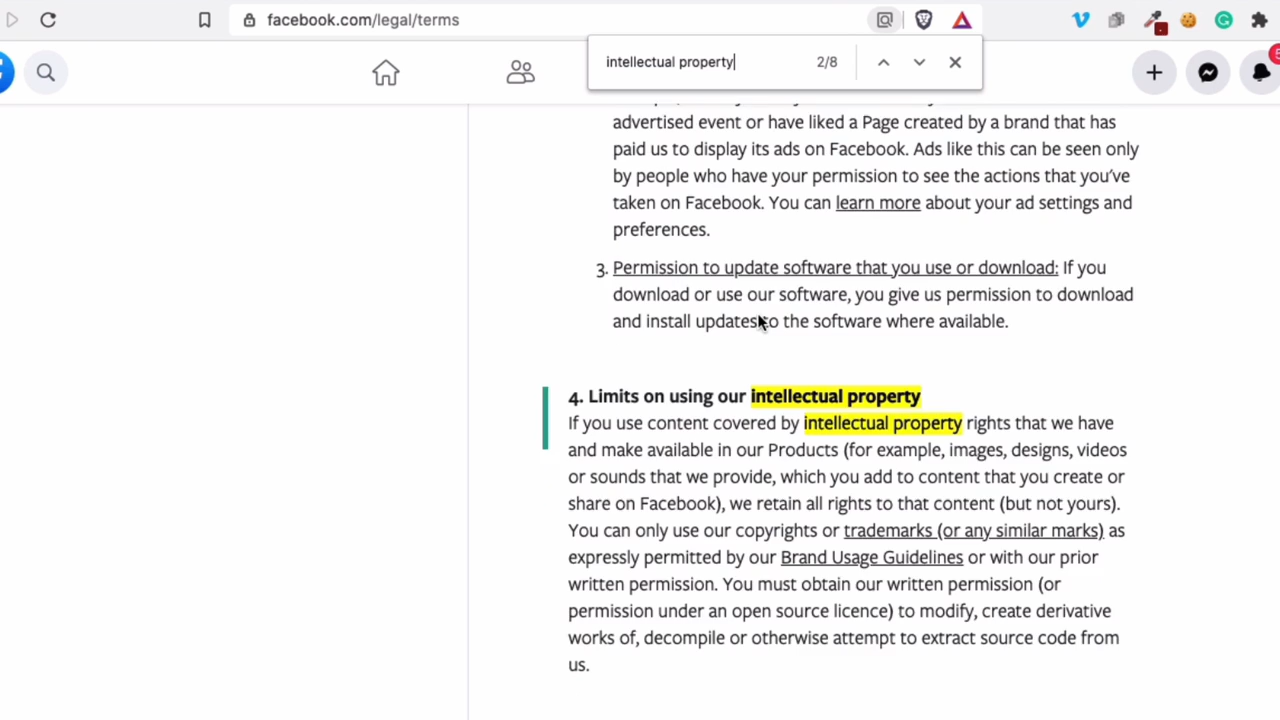 facebook.com/legal/terms
intellectual property 2/8
advertised event or have liked a Page created by a brand that has
paid us to display its ads on Facebook. Ads like this can be seen only
by people who have your permission to see the actions that you've
taken on Facebook. You can learn more about your ad settings and
preferences.
3. Permission to update software that you use or download: If you
download or use our software, you give us permission to download
and install updates to the software where available.
4. Limits on using our intellectual property
If you use content covered by intellectual property rights that we have
and make available in our Products (for example, images, designs, videos
or sounds that we provide, which you add to content that you create or
share on Facebook), we retain all rights to that content (but not yours).
You can only use our copyrights or trademarks (or any similar marks) as
expressly permitted by our Brand Usage Guidelines or with our prior
written permission. You must obtain our written permission (or
permission under an open source licence) to modify, create derivative
works of, decompile or otherwise attempt to extract source code from
us.